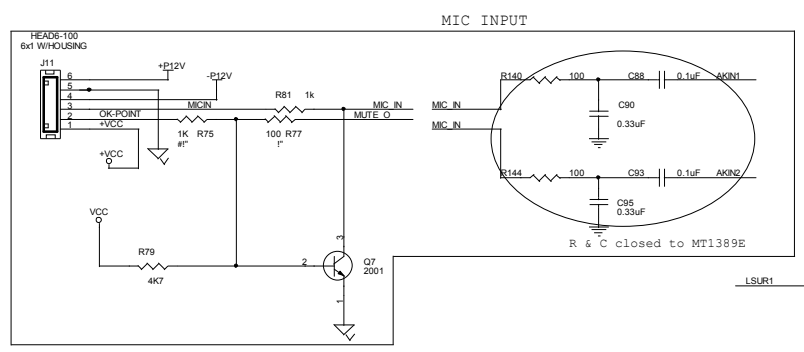 MIC INPUT
HEAD6-100
6x1 W/HOUSING
J11
6
5
4
3
2
1
+P12V
-P12V
MICIN
OK-POINT
+VCC
+VCC
R81 1k
MIC_IN
MUTE_O
1K R75
#!"
100 R77
!"
MIC_IN
MIC_IN
R140 100 C88 0.1uF AKIN1
C90
0.33uF
R144 100 C93 0.1uF AKIN2
C95
0.33uF
R & C closed to MT1389E
VCC
R79
4K7
3
2
1
Q7
2001
LSUR1